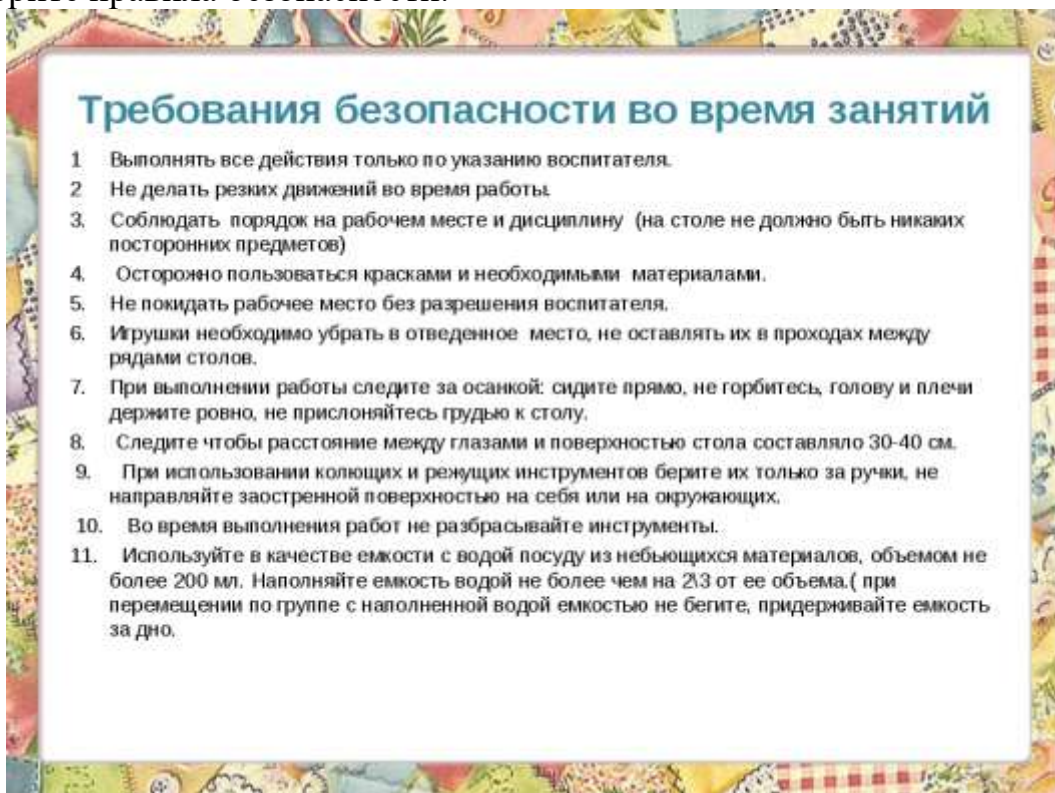 правила безопасности.
Требования безопасности во время занятий
1 Выполнять все действия только по указанию воспитателя.
2 Не делать резких движений во время работы.
3. Соблюдать порядок на рабочем месте и дисциплину (на столе не должно быть никаких
посторонних предметов)
4. Осторожно пользоваться красками и необходимыми материалами.
5. Не покидать рабочее место без разрешения воспитателя.
6. Игрушки необходимо убрать в отведенное место, не оставлять их в проходах между
рядами столов.
7. При выполнении работы следите за осанкой: сидите прямо, не горбитесь, голову и плечи
держите ровно, не прислоняйтесь грудью к столу.
8. Следите чтобы расстояние между глазами и поверхностью стола составляло 30-40 см.
9. При использовании колющих и режущих инструментов берите их только за ручки, не
направляйте заостренной поверхностью на себя или на окружающих.
10. Во время выполнения работ не разбрасывайте инструменты.
11. Используйте в качестве емкости с водой посуду из небьющихся материалов, объемом не
более 200 мл. Наполняйте емкость водой не более чем на 2\3 от ее объема.( при
перемещении по группе с наполненной водой емкостью не бегите, придерживайте емкость
за дно.